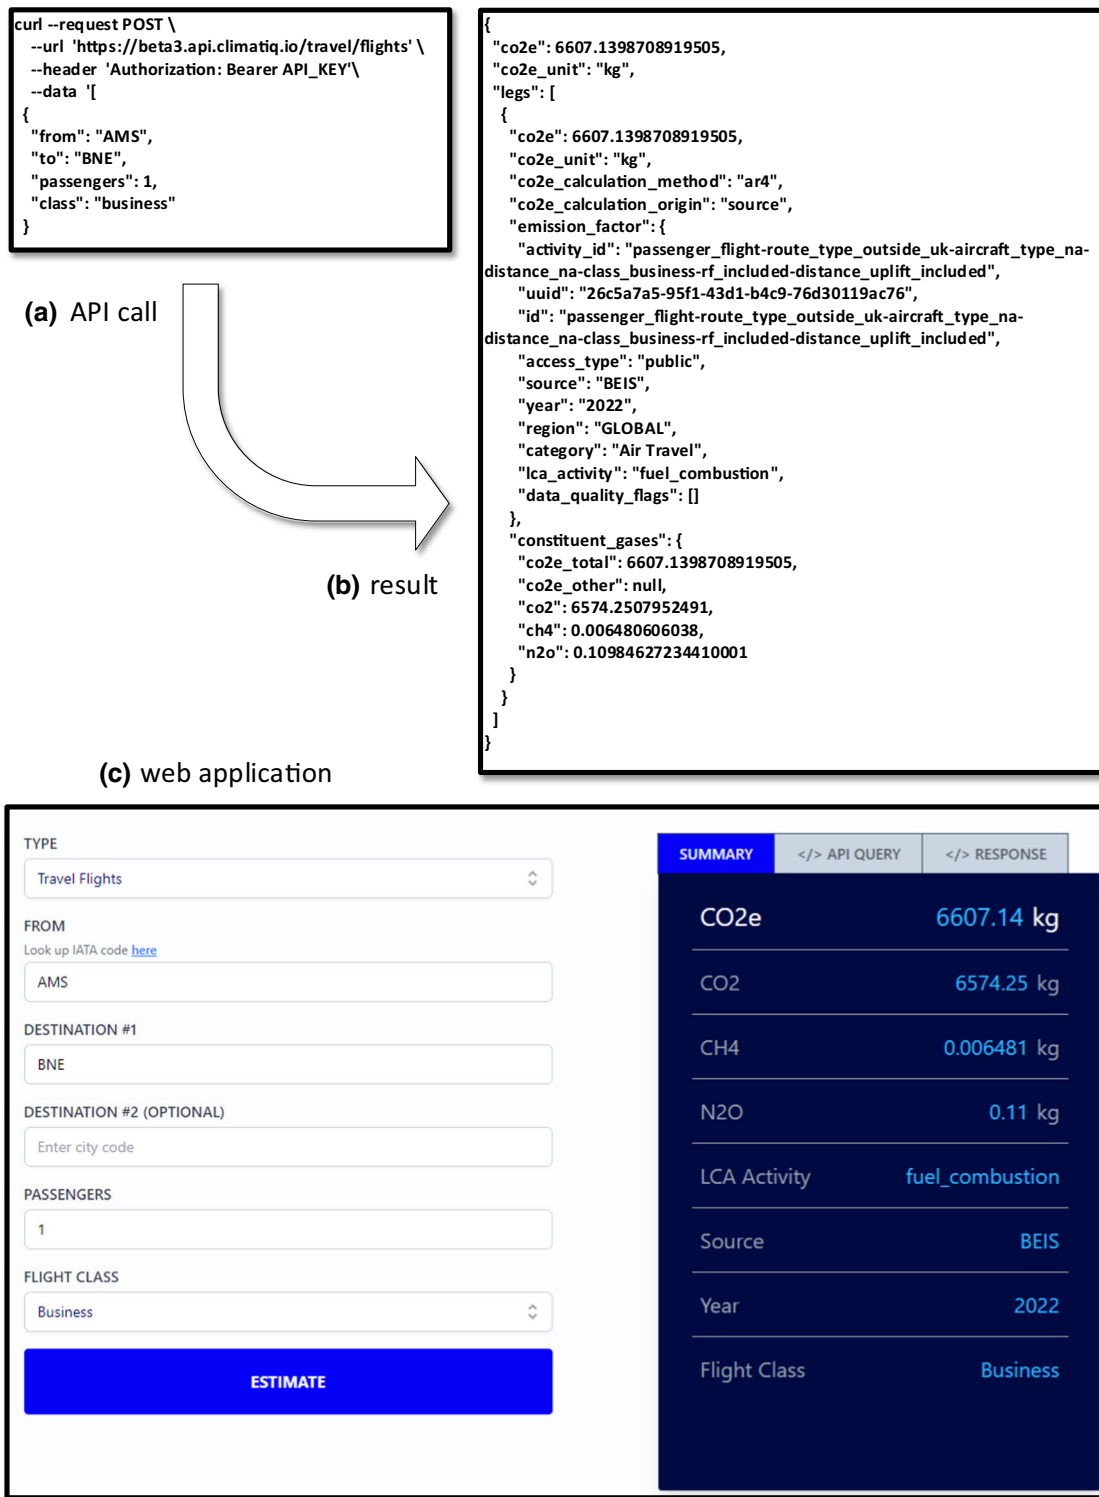 curl --request POST \
--url 'https://beta3.api.climatiq.io/travel/flights' \
--header 'Authorization: Bearer API_KEY'\
--data '[
{
"from": "AMS",
"to": "BNE",
"passengers": 1,
"class": "business"
}
(a) API call
{
"co2e": 6607.1398708919505,
"co2e_unit": "kg",
"legs": [
{
"co2e": 6607.1398708919505,
"co2e_unit": "kg",
"co2e_calculation_method": "ar4",
"co2e_calculation_origin": "source",
"emission_factor": {
"activity_id": "passenger_flight-route_type_outside_uk-aircraft_type_na-
distance_na-class_business-rf_included-distance_uplift_included",
"uuid": "26c5a7a5-95f1-43d1-b4c9-76d30119ac76",
"id": "passenger_flight-route_type_outside_uk-aircraft_type_na-
distance_na-class_business-rf_included-distance_uplift_included",
"access_type": "public",
"source": "BEIS",
"year": "2022",
"region": "GLOBAL",
"category": "Air Travel",
"lca_activity": "fuel_combustion",
"data_quality_flags": []
},
"constituent_gases": {
"co2e_total": 6607.1398708919505,
"co2e_other": null,
"co2": 6574.2507952491,
"ch4": 0.006480606038,
"n2o": 0.10984627234410001
}
}
]
}
(b) result
(c) web application
TYPE
Travel Flights
FROM
Look up IATA code here
AMS
DESTINATION #1
BNE
DESTINATION #2 (OPTIONAL)
Enter city code
PASSENGERS
1
FLIGHT CLASS
Business
ESTIMATE
SUMMARY </> API QUERY </> RESPONSE
CO2e 6607.14 kg
CO2 6574.25 kg
CH4 0.006481 kg
N2O 0.11 kg
LCA Activity fuel_combustion
Source BEIS
Year 2022
Flight Class Business